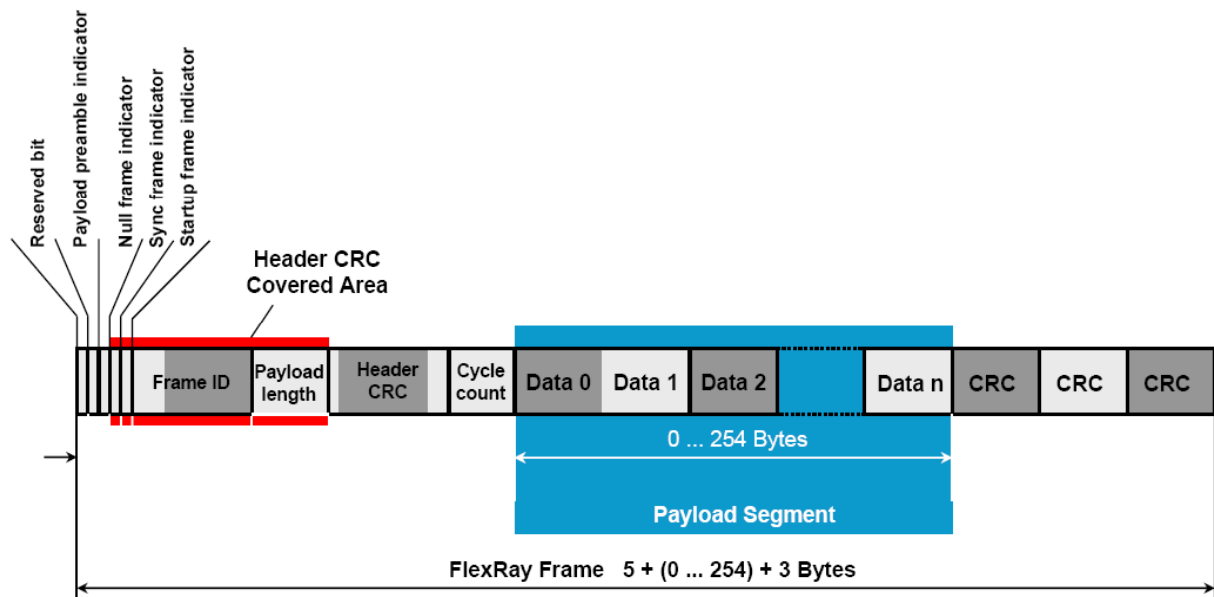 Reserved bit
Payload preamble indicator
Null frame indicator
Sync frame indicator
Startup frame indicator
Header CRC
Covered Area
Frame ID
Payload
length
Header
CRC
Cycle
count
Data 0
Data 1
Data 2
Data n
CRC
CRC
CRC
0 ... 254 Bytes
Payload Segment
FlexRay Frame 5 + (0 ... 254) + 3 Bytes